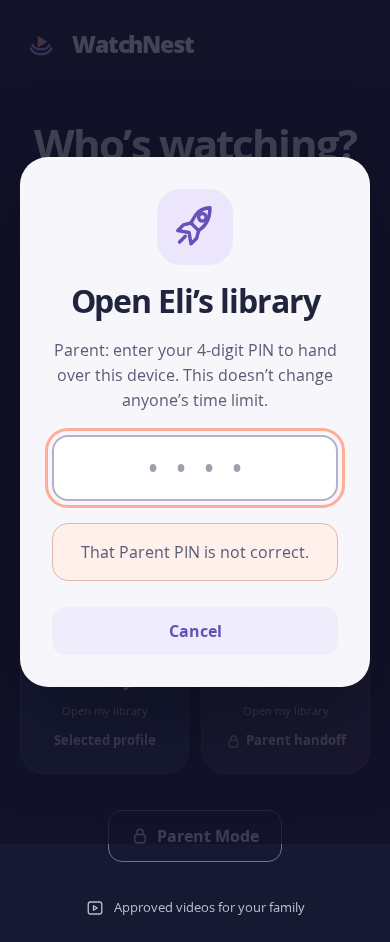 WatchNest
Who's watching?
Open Eli's library
Parent: enter your 4-digit PIN to hand
over this device. This doesn't change
anyone's time limit.
That Parent PIN is not correct.
Cancel
Open my library
Open my library
Selected profile
Parent handoff
Parent Mode
Approved videos for your family